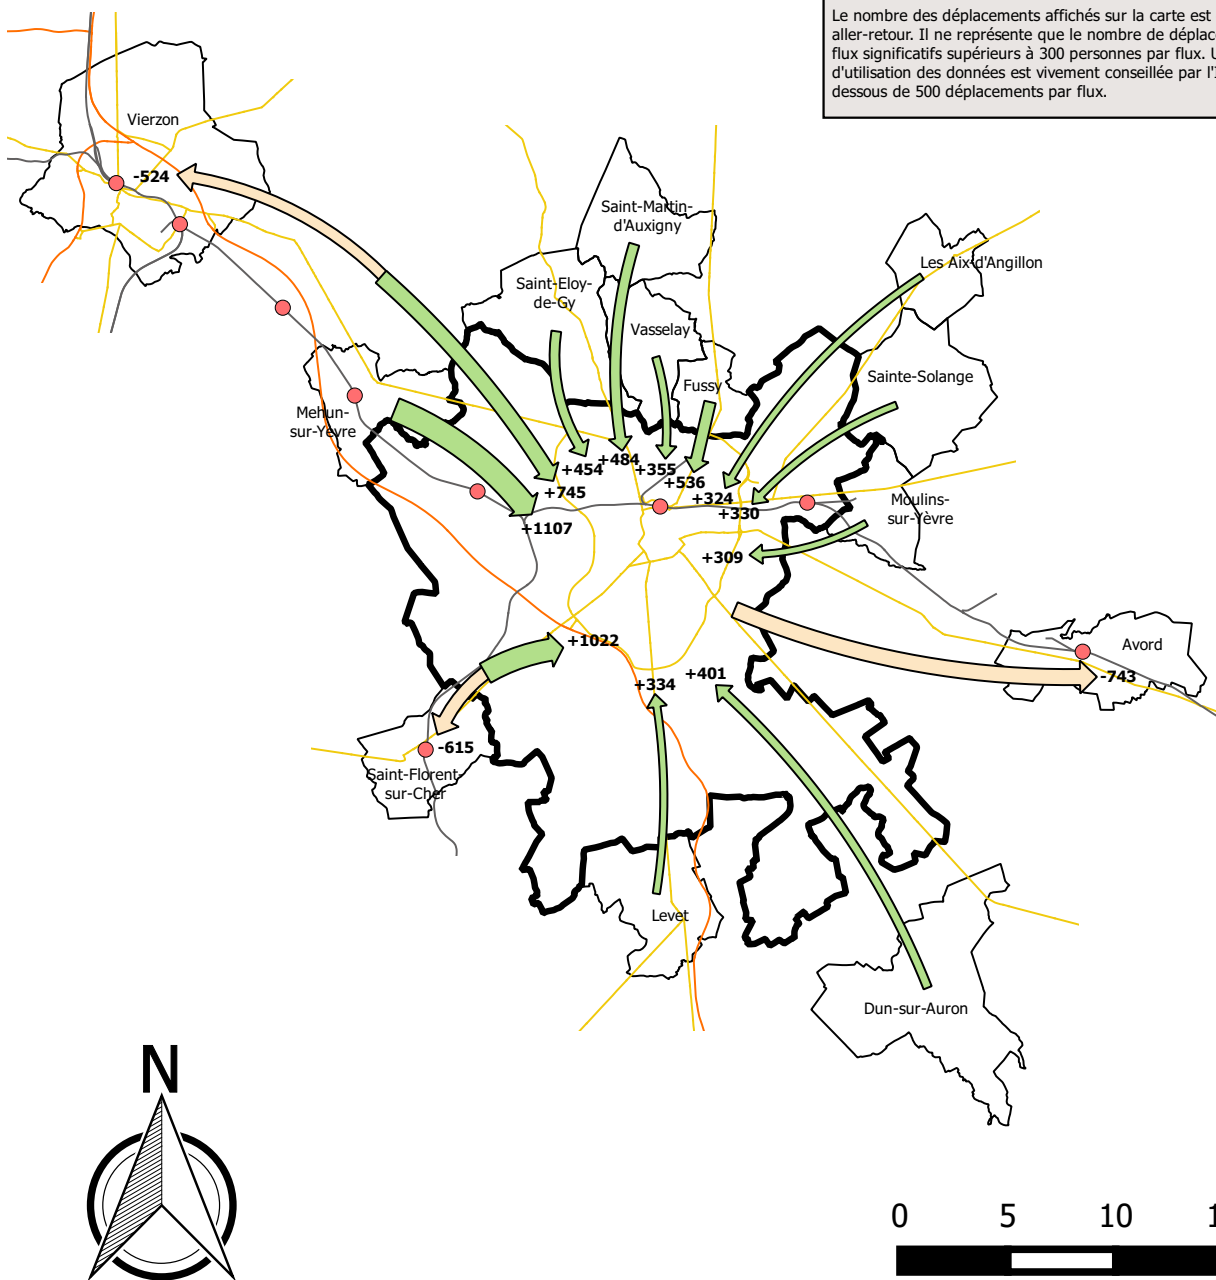 Le nombre des déplacements affichés sur la carte est
aller-retour. Il ne représente que le nombre de
flux significatifs supérieurs à 300 personnes par flux.
d'utilisation des données est vivement conseillée par
dessous de 500 déplacements par flux.
Vierzon
-524
Saint-Martin-
d'Auxigny
Les Aix-d'Angillon
Saint-Eloy-
de-Gy
Vasselay
Fussy
Sainte-Solange
Mehun-
sur-Yèvre
+454
+484
+355
+536
+745
+324
+330
+1107
Moulins-
sur-Yèvre
+309
+1022
Avord
-743
+401
+334
-615
Saint-Florent-
sur-Cher
Levet
Dun-sur-Auron
N
0 5 10